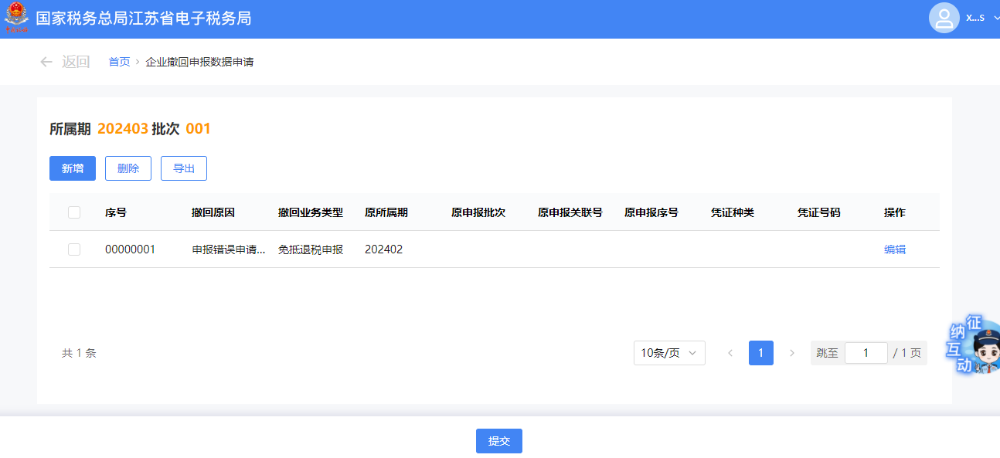 国家税务总局江苏省电子税务局
x...s
返回 首页 > 企业撤回申报数据申请
所属期 202403 批次 001
新增 删除 导出
序号 撤回原因 撤回业务类型 原所属期 原申报批次 原申报关联号 原申报序号 凭证种类 凭证号码 操作
00000001 申报错误申请... 免抵退税申报 202402 编辑
共 1 条 10条/页 1 跳至 1 / 1 页
征纳互动
提交